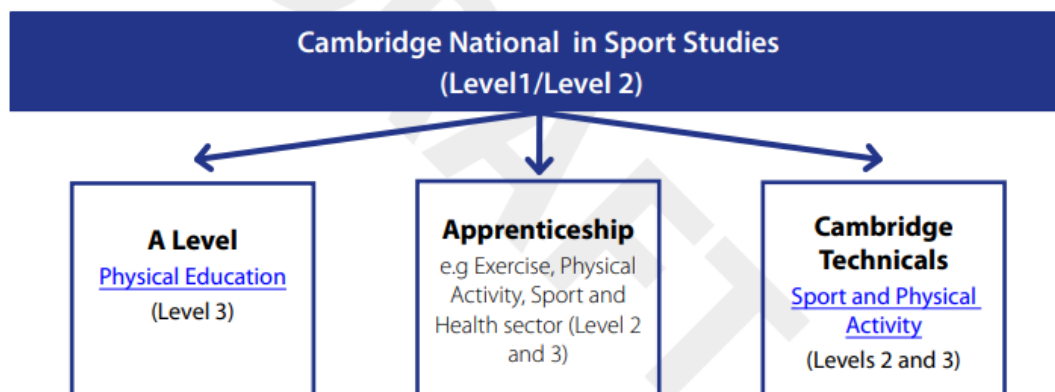 Cambridge National in Sport Studies
(Level1/Level 2)
A Level
Physical Education
(Level 3)
Apprenticeship
e.g Exercise, Physical
Activity, Sport and
Health sector (Level 2
and 3)
Cambridge
Technicals
Sport and Physical
Activity
(Levels 2 and 3)
DRAFT